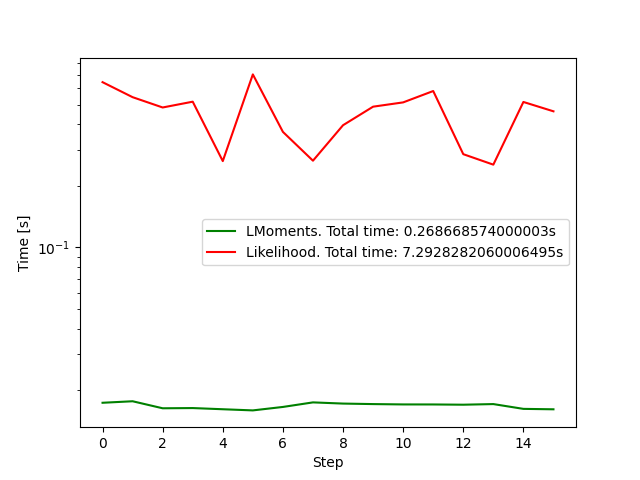 Time [s]
10⁻¹
LMoments. Total time: 0.268668574000003s
Likelihood. Total time: 7.2928282060006495s
0 2 4 6 8 10 12 14
Step